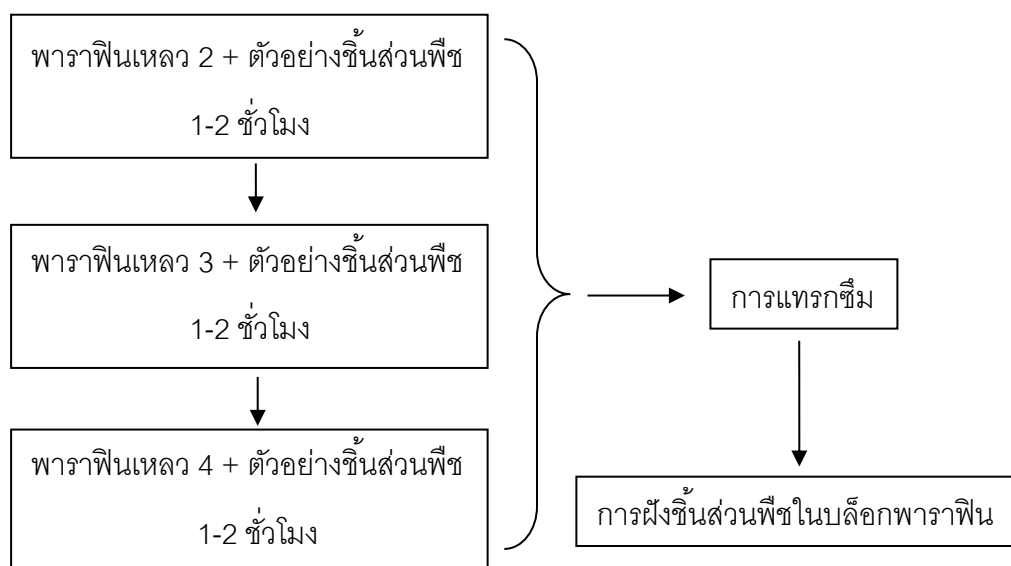 พาราฟินเหลว 2 + ตัวอย่างชิ้นส่วนพืช
1-2 ชั่วโมง
พาราฟินเหลว 3 + ตัวอย่างชิ้นส่วนพืช
1-2 ชั่วโมง
พาราฟินเหลว 4 + ตัวอย่างชิ้นส่วนพืช
1-2 ชั่วโมง
การแทรกซึม
การฝังชิ้นส่วนพืชในบล็อกพาราฟิน